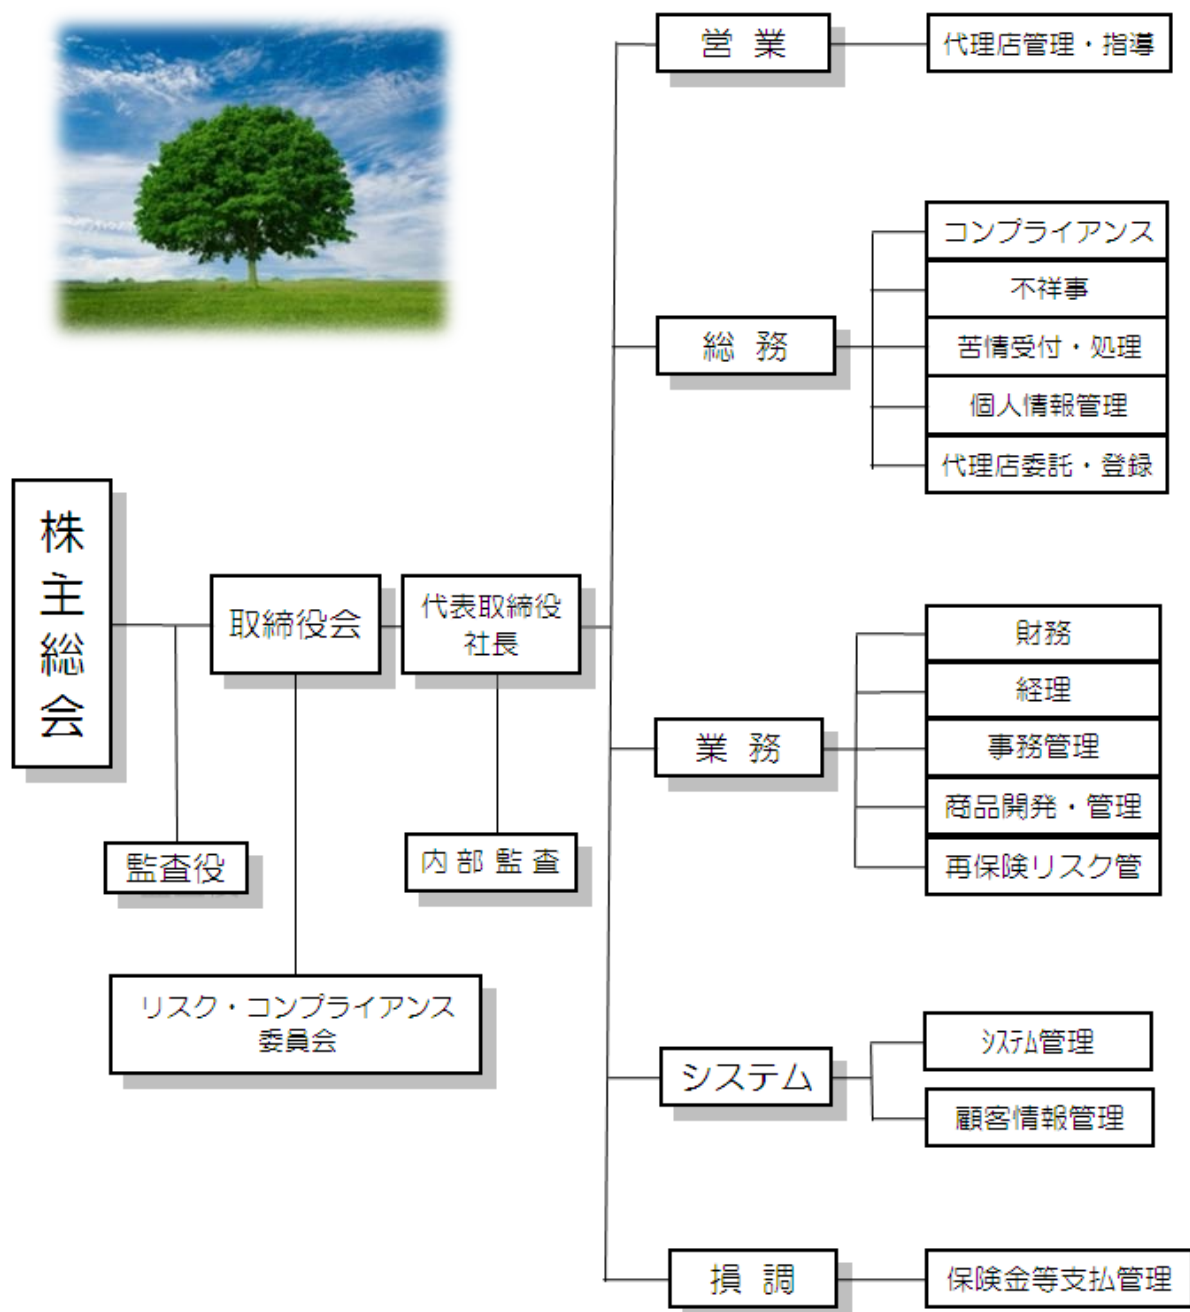 営業
代理店管理・指導
総務
コンプライアンス
不祥事
苦情受付・処理
個人情報管理
代理店委託・登録
株主総会
取締役会
代表取締役
社長
監査役
内部監査
リスク・コンプライアンス
委員会
業務
財務
経理
事務管理
商品開発・管理
再保険リスク管
システム
ｼｽﾃﾑ管理
顧客情報管理
損調
保険金等支払管理